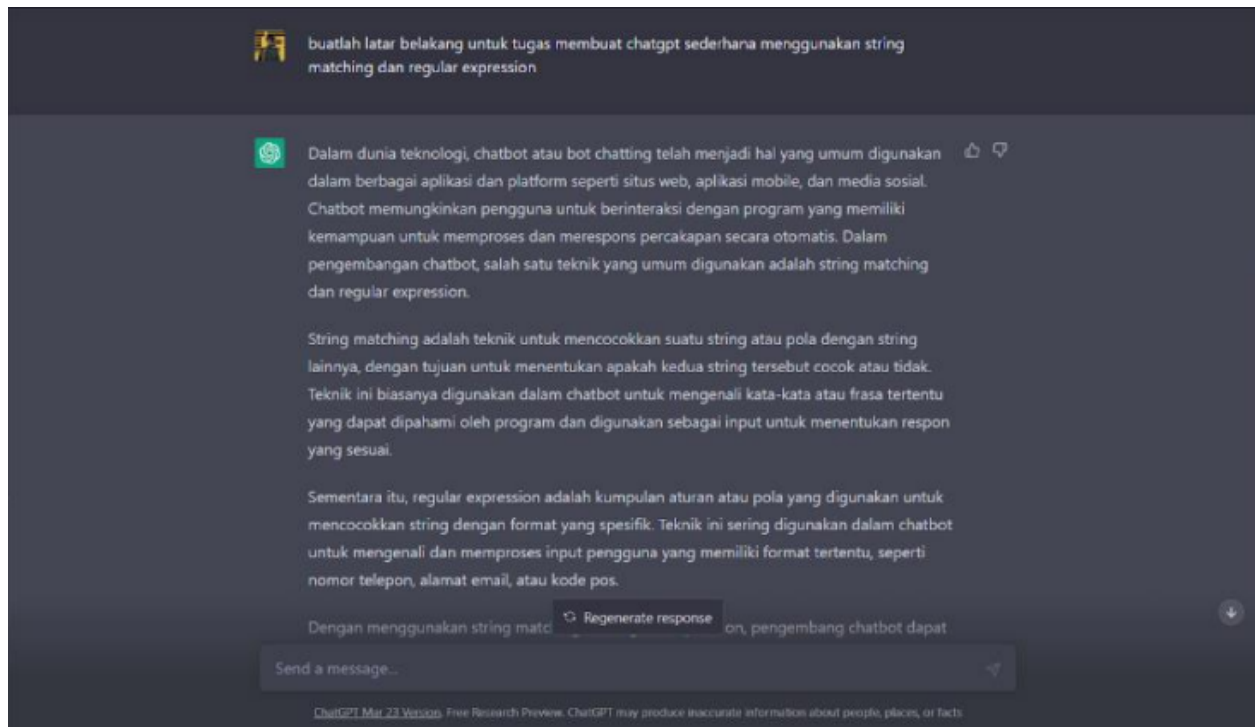 buatlah latar belakang untuk tugas membuat chatgpt sederhana menggunakan string
matching dan regular expression
Dalam dunia teknologi, chatbot atau bot chatting telah menjadi hal yang umum digunakan
dalam berbagai aplikasi dan platform seperti situs web, aplikasi mobile, dan media sosial.
Chatbot memungkinkan pengguna untuk berinteraksi dengan program yang memiliki
kemampuan untuk memproses dan merespons percakapan secara otomatis. Dalam
pengembangan chatbot, salah satu teknik yang umum digunakan adalah string matching
dan regular expression.
String matching adalah teknik untuk mencocokkan suatu string atau pola dengan string
lainnya, dengan tujuan untuk menentukan apakah kedua string tersebut cocok atau tidak.
Teknik ini biasanya digunakan dalam chatbot untuk mengenali kata-kata atau frasa tertentu
yang dapat dipahami oleh program dan digunakan sebagai input untuk menentukan respon
yang sesuai.
Sementara itu, regular expression adalah kumpulan aturan atau pola yang digunakan untuk
mencocokkan string dengan format yang spesifik. Teknik ini sering digunakan dalam chatbot
untuk mengenali dan memproses input pengguna yang memiliki format tertentu, seperti
nomor telepon, alamat email, atau kode pos.
Dengan menggunakan string on, pengembang chatbot dapat
Regenerate response
Send a message...
ChatGPT Mar 23 Version. Free Research Preview. ChatGPT may produce inaccurate information about people, places, or facts